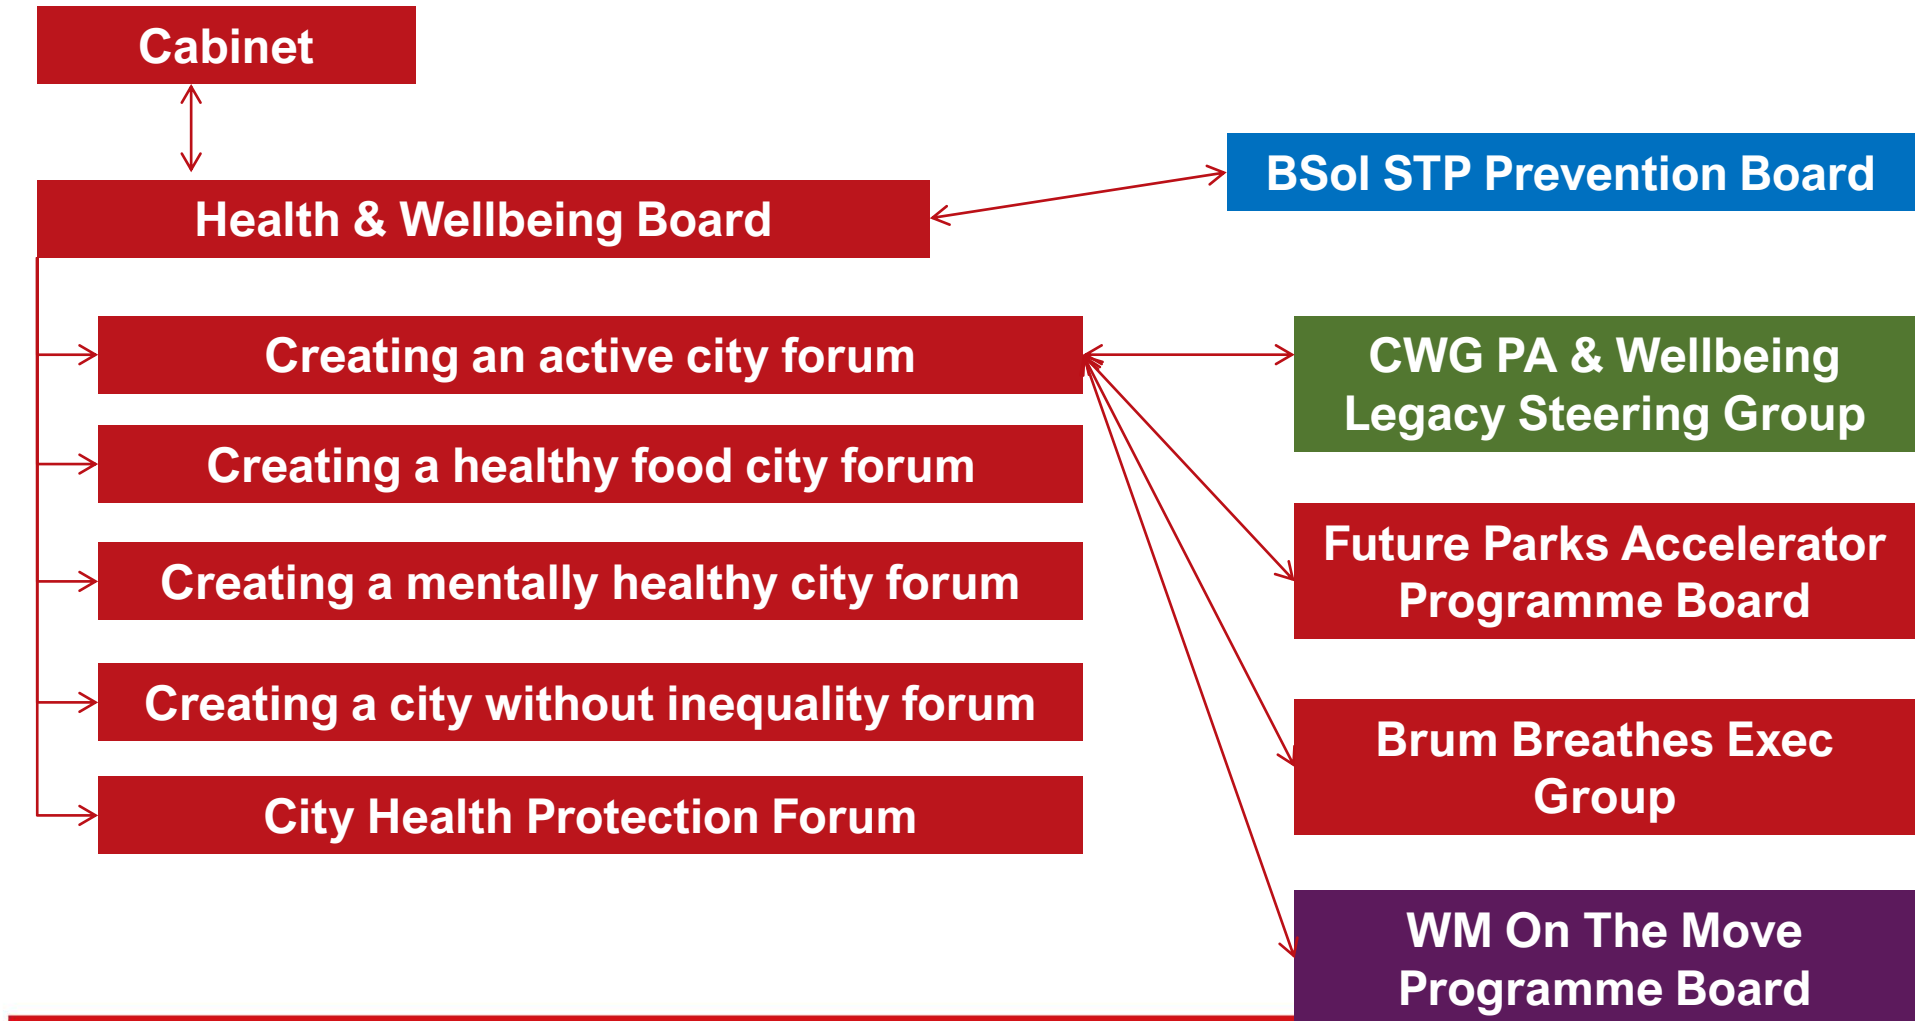 Cabinet
BSol STP Prevention Board
Health & Wellbeing Board
Creating an active city forum
Creating a healthy food city forum
Creating a mentally healthy city forum
Creating a city without inequality forum
City Health Protection Forum
CWG PA & Wellbeing
Legacy Steering Group
Future Parks Accelerator
Programme Board
Brum Breathes Exec
Group
WM On The Move
Programme Board